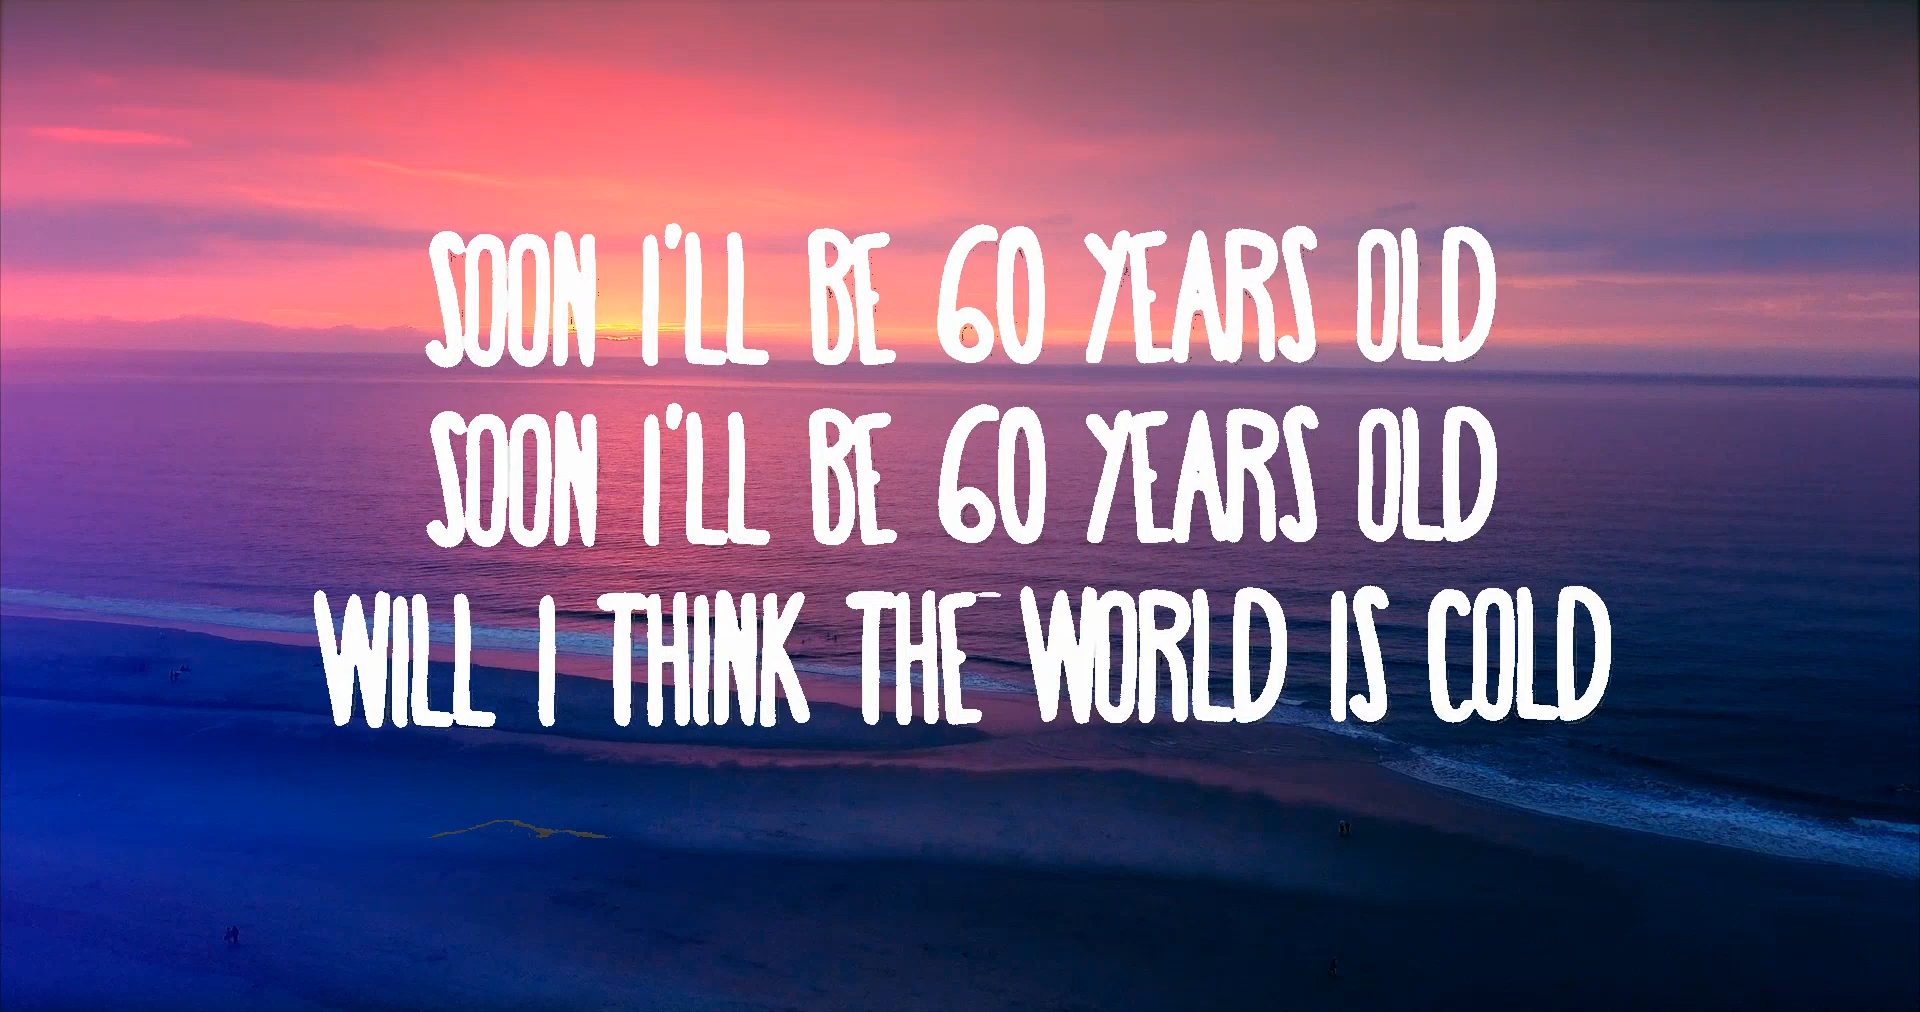 SOON I'LL BE 60 YEARS OLD
SOON I'LL BE 60 YEARS OLD
WILL I THINK THE WORLD IS COLD